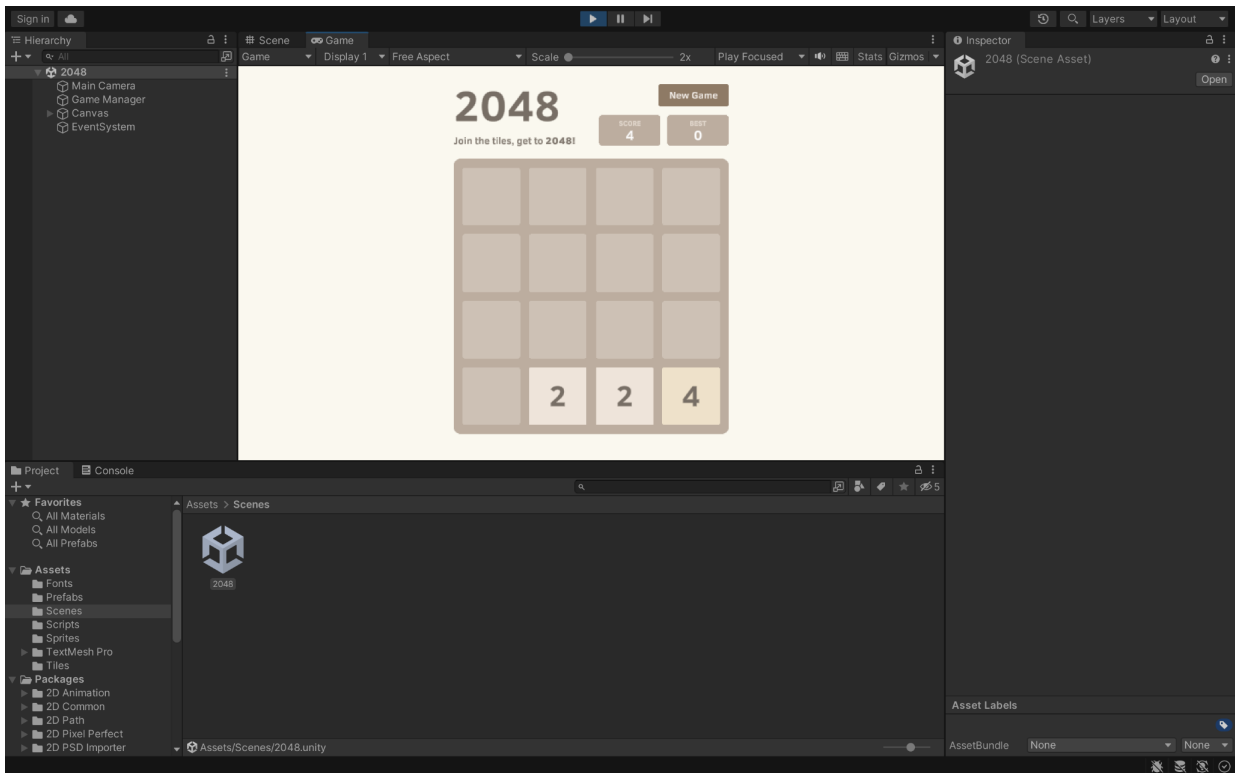 Sign in
Layers
Layout
Hierarchy
All
2048
Main Camera
Game Manager
Canvas
EventSystem
Scene
Game
Game
Display 1
Free Aspect
Scale
2x
Play Focused
Stats
Gizmos
2048
New Game
Join the tiles, get to 2048!
SCORE
4
BEST
0
2
2
4
Inspector
2048 (Scene Asset)
Open
Project
Console
5
Favorites
All Materials
All Models
All Prefabs
Assets
Fonts
Prefabs
Scenes
Scripts
Sprites
TextMesh Pro
Tiles
Packages
2D Animation
2D Common
2D Path
2D Pixel Perfect
2D PSD Importer
Assets > Scenes
2048
Assets/Scenes/2048.unity
Asset Labels
AssetBundle
None
None